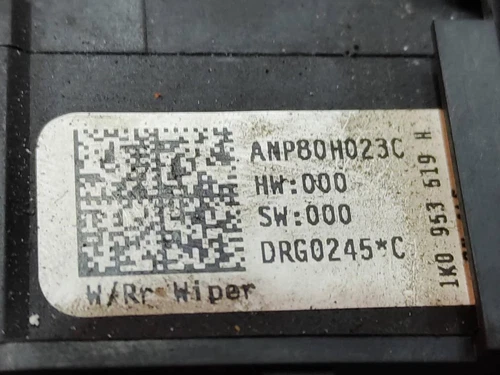 ANP80H023C
HW:000
SW:000
DRG0245*C
W/Rr Wiper
1K0 953 519 H